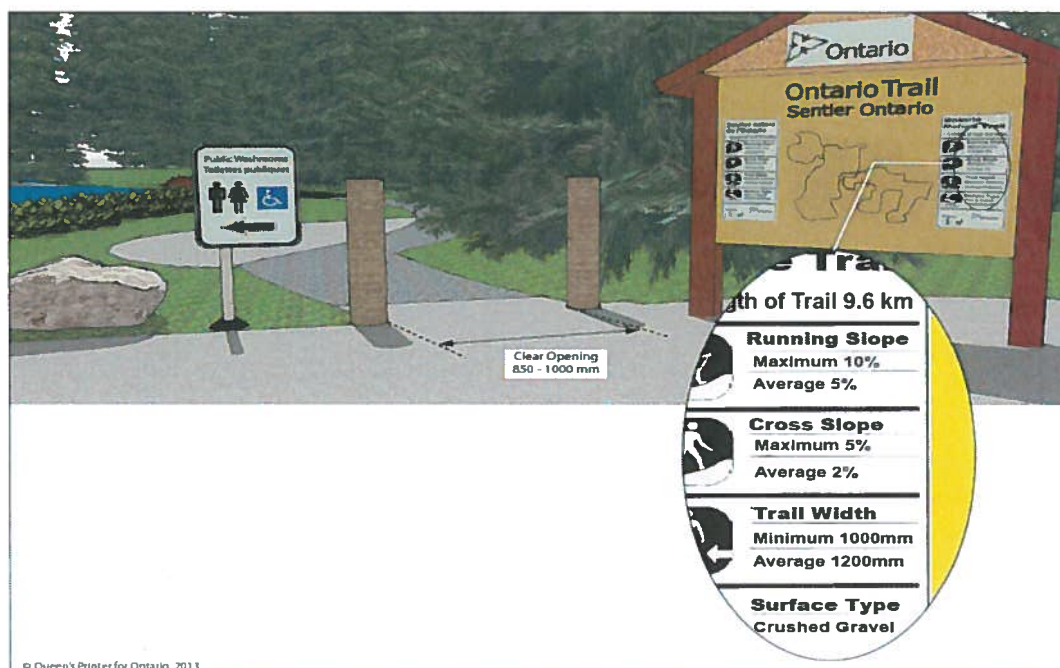 Ontario
Ontario Trail
Sentier Ontario
Public Washrooms
Toilettes publiques
Clear Opening
850 - 1000 mm
e Tra
gth of Trail 9.6 km
Running Slope
Maximum 10%
Average 5%
Cross Slope
Maximum 5%
Average 2%
Trail Width
Minimum 1000mm
Average 1200mm
Surface Type
Crushed Gravel
© Queen's Printer for Ontario, 2013